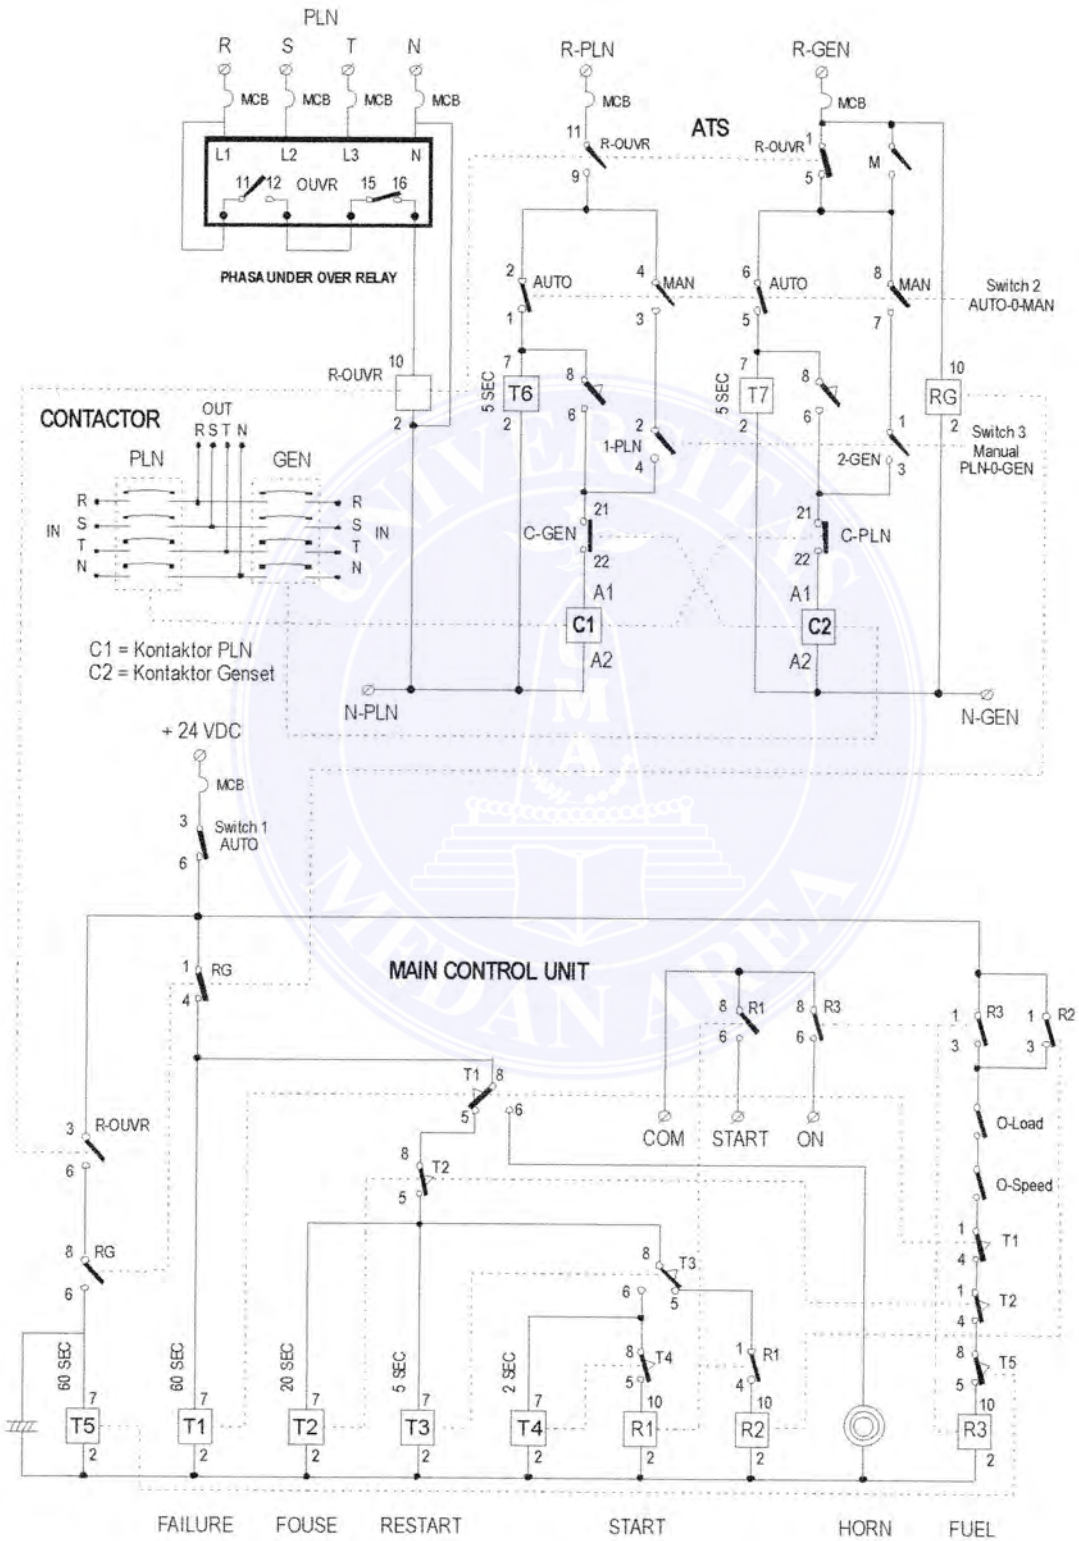 PLN
R S T N R-PLN R-GEN
MCB MCB MCB MCB MCB MCB
ATS
L1 L2 L3 N
11 12 OUVR 15 16
11 R-OUVR
9
R-OUVR 1
5
M
PHASA UNDER OVER RELAY
2 AUTO 4 MAN 6 AUTO 8 MAN
1 3 5 7
Switch 2
AUTO-0-MAN
10
R-OUVR
2
5 SEC 7 T6 2
8
6
5 SEC 7 T7 2
8
6
10
RG
2
2
1-PLN
4
1
2-GEN
3
Switch 3
Manual
PLN-0-GEN
CONTACTOR
OUT
R S T N
PLN GEN
R R
IN S S IN
T T
N N
21
C-GEN
22
21
C-PLN
22
A1 A1
C1 C2
A2 A2
C1 = Kontaktor PLN
C2 = Kontaktor Genset
N-PLN N-GEN
+ 24 VDC
MCB
3 Switch 1
AUTO
6
UNIVERSITAS
UMA
MEDAN AREA
1 RG
4
MAIN CONTROL UNIT
8 R1 8 R3
6 6
1 R3 1 R2
3 3
T1 8
5 6
COM START ON
O-Load
O-Speed
3 R-OUVR
6
8 T2
5
8 RG
6
8 T3
6 5
1 T1
4
1 T2
4
8 T5
5
8 T4
5
1 R1
4
60 SEC 60 SEC 20 SEC 5 SEC 2 SEC
7 7 7 7 7 10 10 10
T5 T1 T2 T3 T4 R1 R2 R3
2 2 2 2 2 2 2 2
FAILURE FOUSE RESTART START HORN FUEL